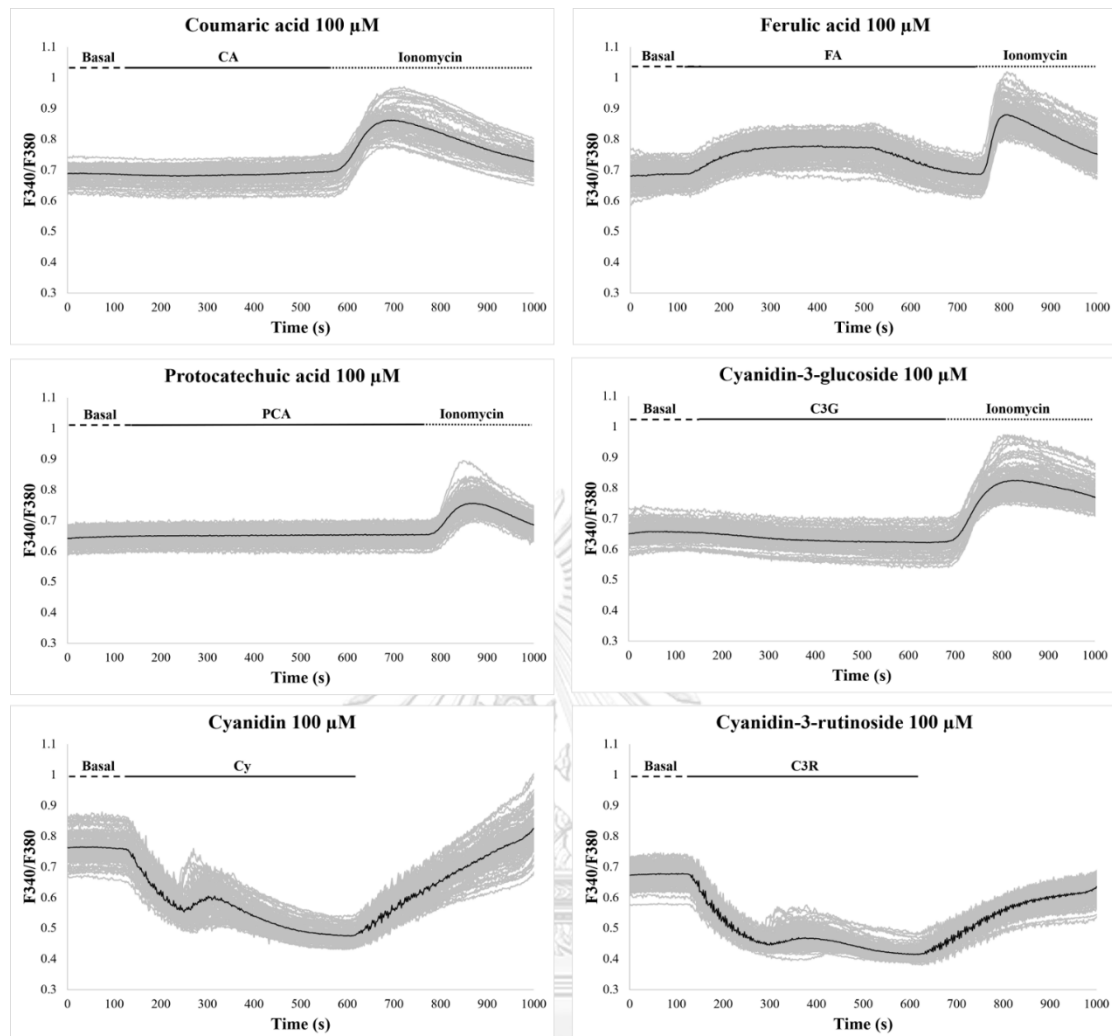 Coumaric acid 100 µM
1.1
Basal CA Ionomycin
1
0.9
0.8
0.7
0.6
0.5
0.4
0.3
F340/F380
0 100 200 300 400 500 600 700 800 900 1000
Time (s)
Ferulic acid 100 µM
1.1
Basal FA Ionomycin
1
0.9
0.8
0.7
0.6
0.5
0.4
0.3
F340/F380
0 100 200 300 400 500 600 700 800 900 1000
Time (s)
Protocatechuic acid 100 µM
1.1
Basal PCA Ionomycin
1
0.9
0.8
0.7
0.6
0.5
0.4
0.3
F340/F380
0 100 200 300 400 500 600 700 800 900 1000
Time (s)
Cyanidin-3-glucoside 100 µM
1.1
Basal C3G Ionomycin
1
0.9
0.8
0.7
0.6
0.5
0.4
0.3
F340/F380
0 100 200 300 400 500 600 700 800 900 1000
Time (s)
Cyanidin 100 µM
1.1
Basal Cy
1
0.9
0.8
0.7
0.6
0.5
0.4
0.3
F340/F380
0 100 200 300 400 500 600 700 800 900 1000
Time (s)
Cyanidin-3-rutinoside 100 µM
1.1
Basal C3R
1
0.9
0.8
0.7
0.6
0.5
0.4
0.3
F340/F380
0 100 200 300 400 500 600 700 800 900 1000
Time (s)